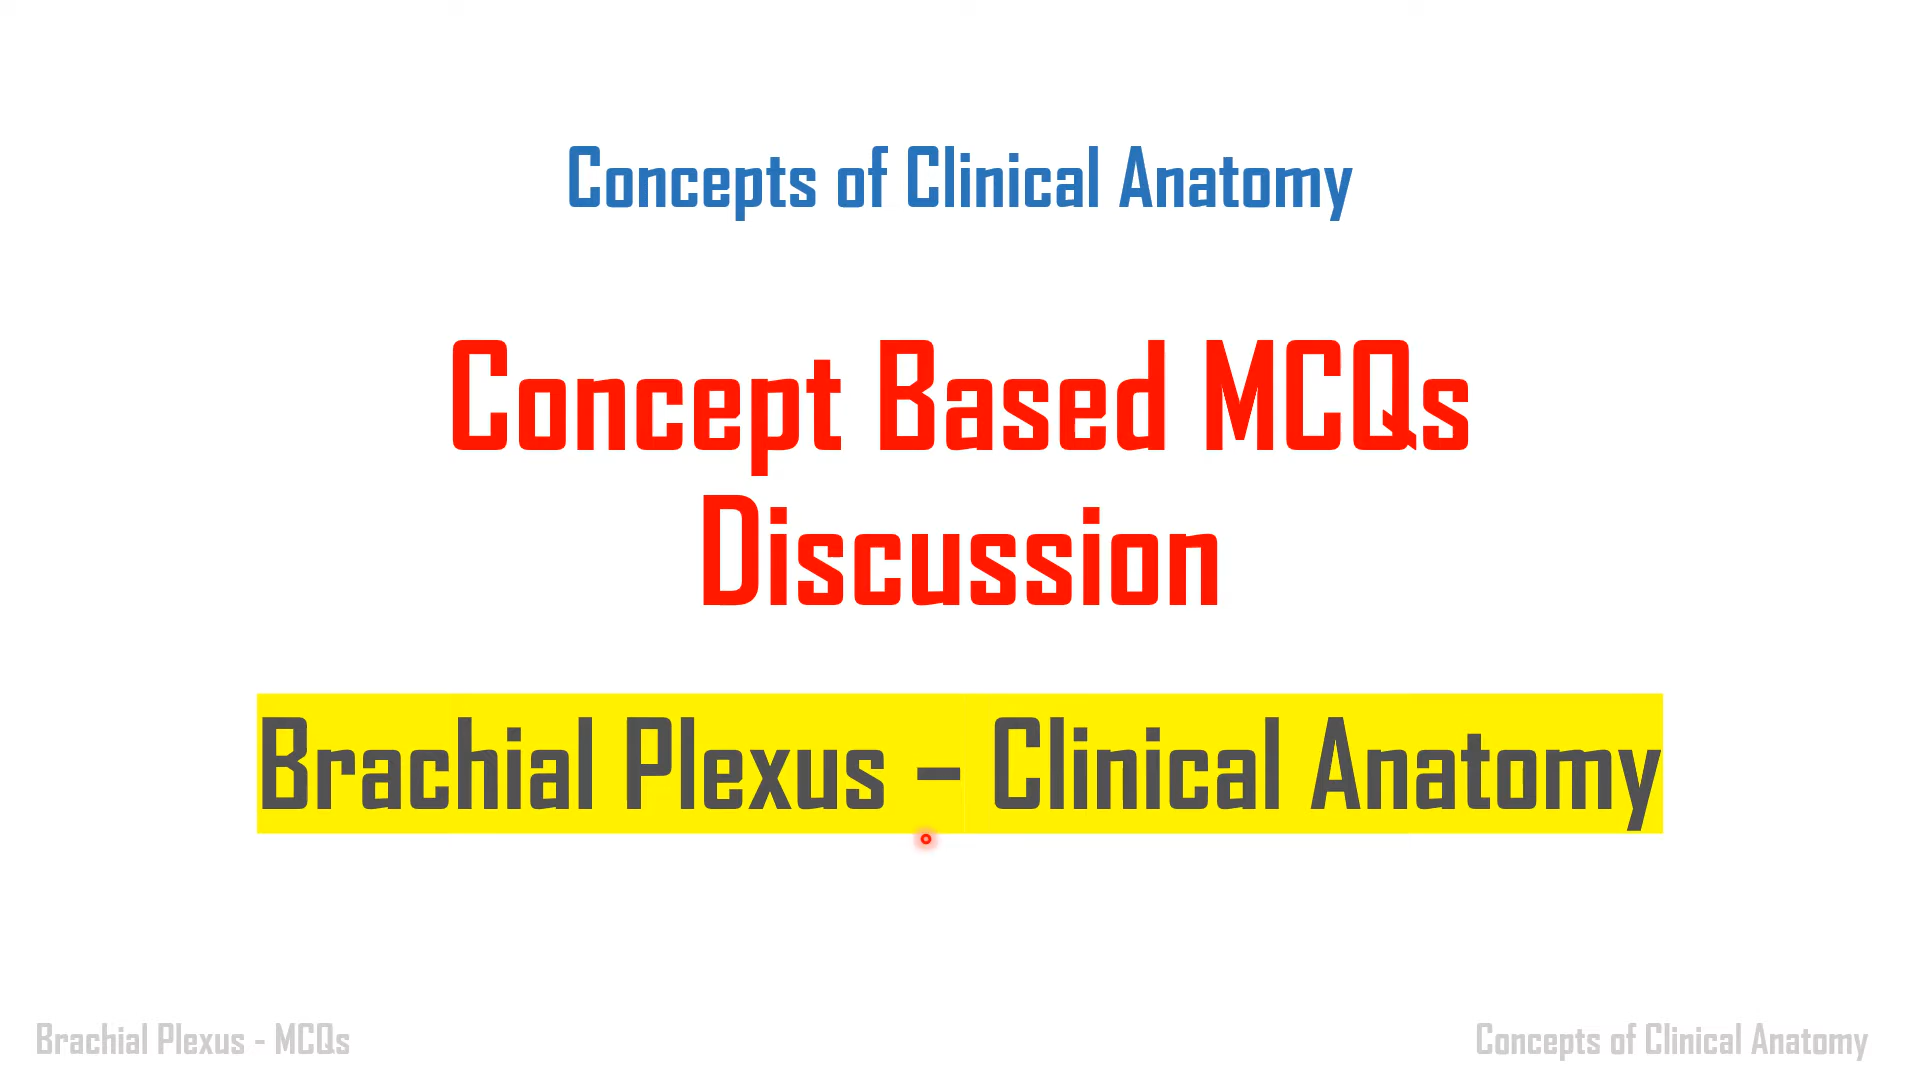 Concepts of Clinical Anatomy
Concept Based MCQs
Discussion
Brachial Plexus – Clinical Anatomy
Brachial Plexus - MCQs
Concepts of Clinical Anatomy